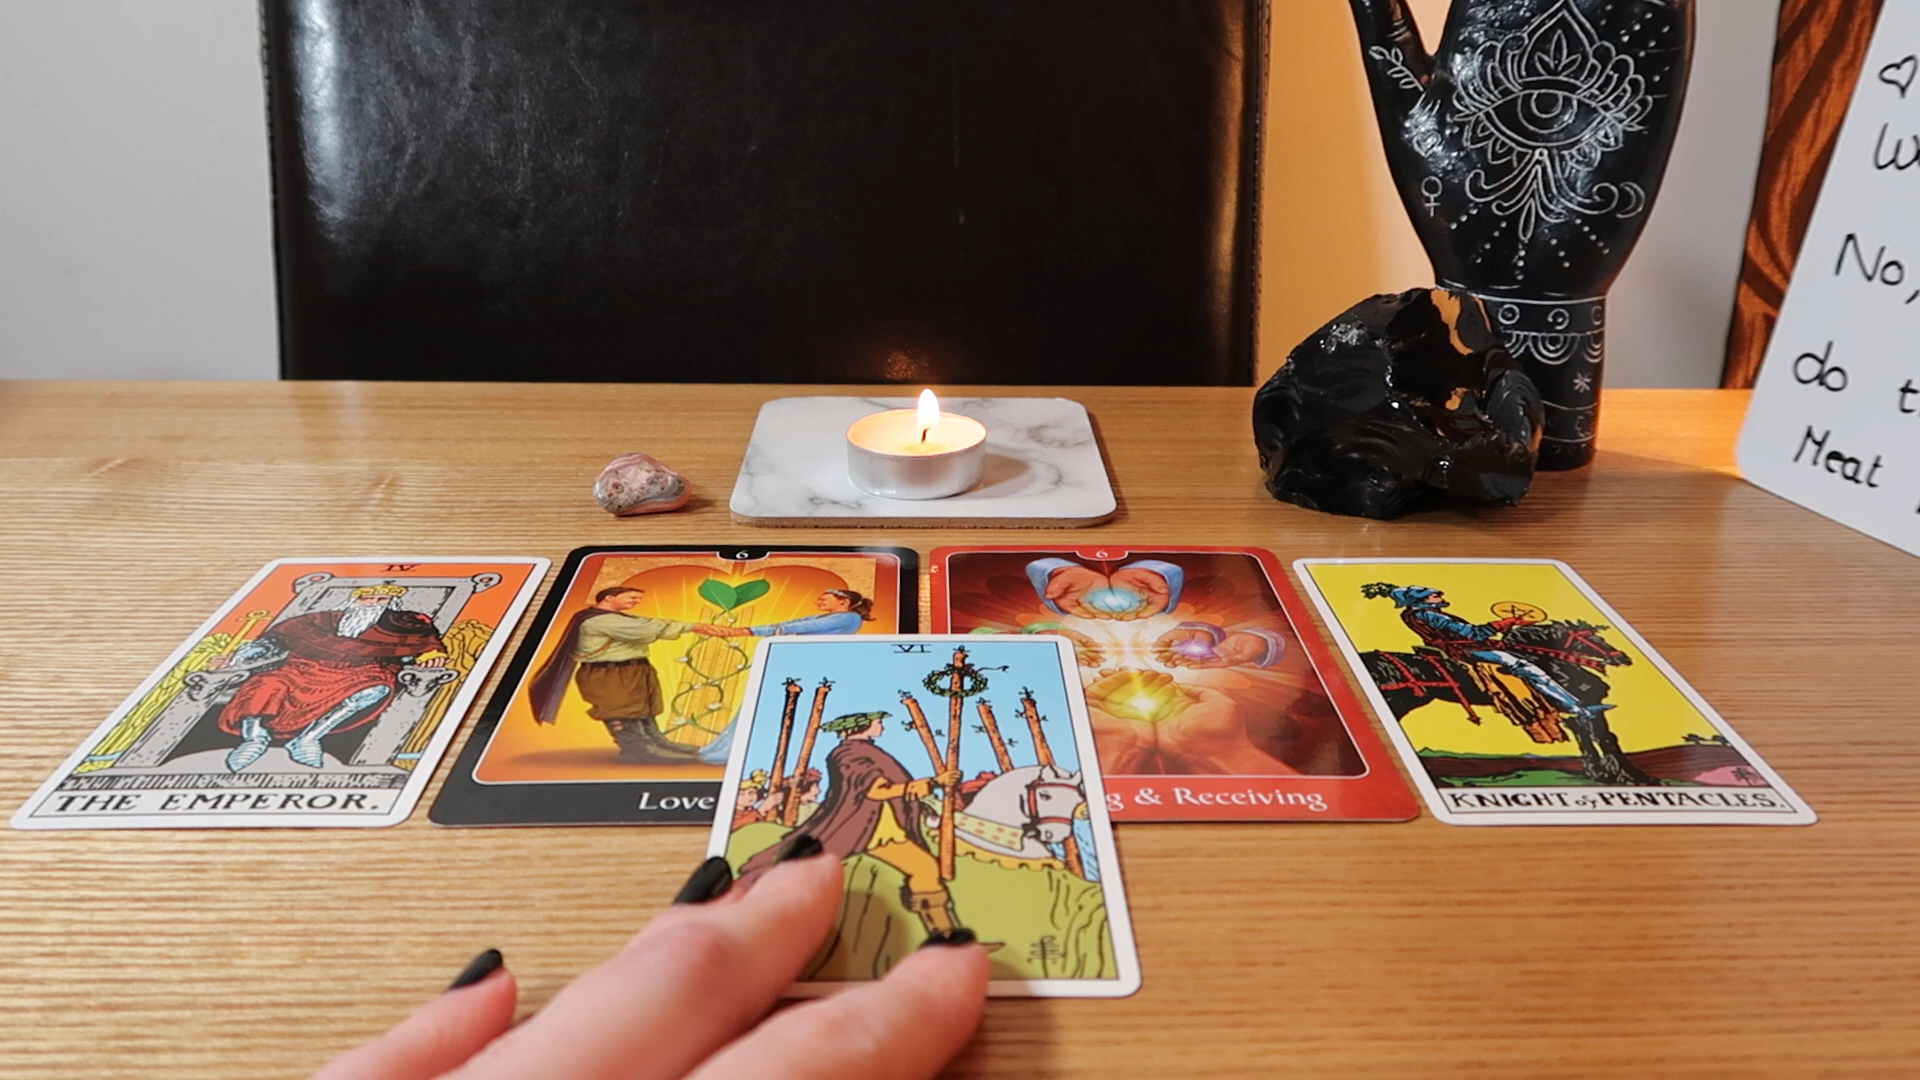 IV
THE EMPEROR.
6
Love
6
g & Receiving
VI
KNIGHT of PENTACLES.
No,
do
Meat